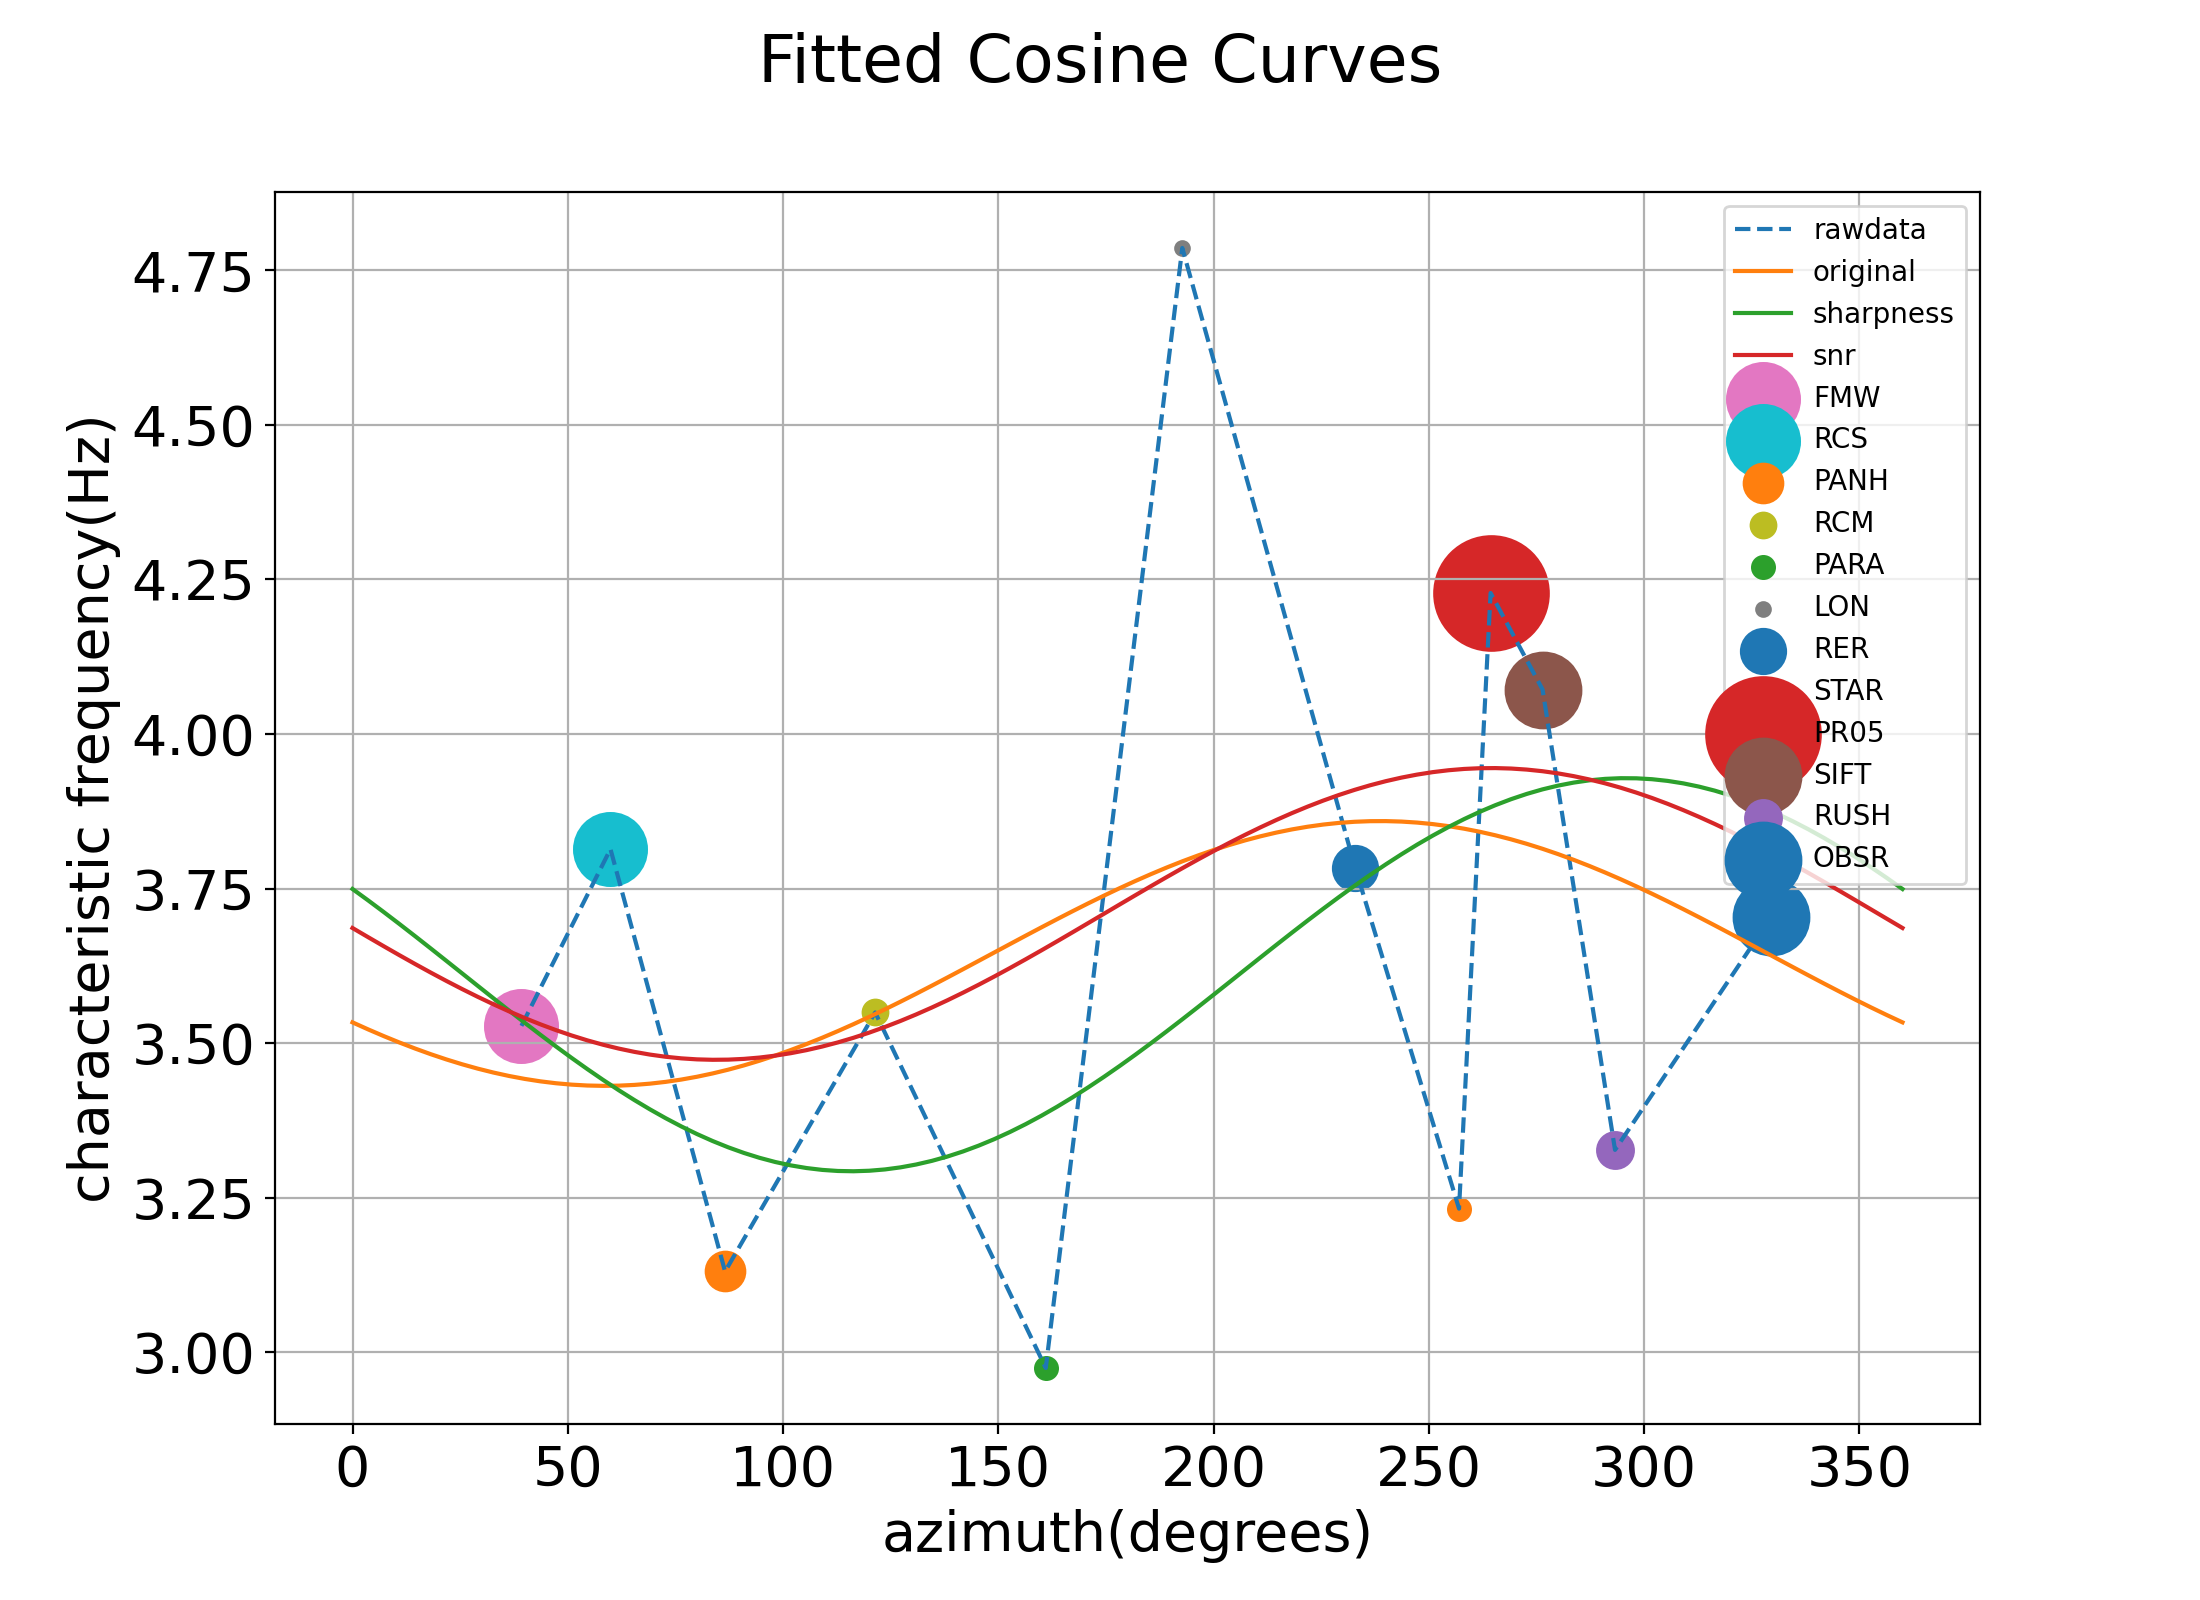 Fitted Cosine Curves
characteristic frequency(Hz)
4.75
4.50
4.25
4.00
3.75
3.50
3.25
3.00
rawdata
original
sharpness
snr
FMW
RCS
PANH
RCM
PARA
LON
RER
STAR
PR05
SIFT
RUSH
OBSR
0 50 100 150 200 250 300 350
azimuth(degrees)